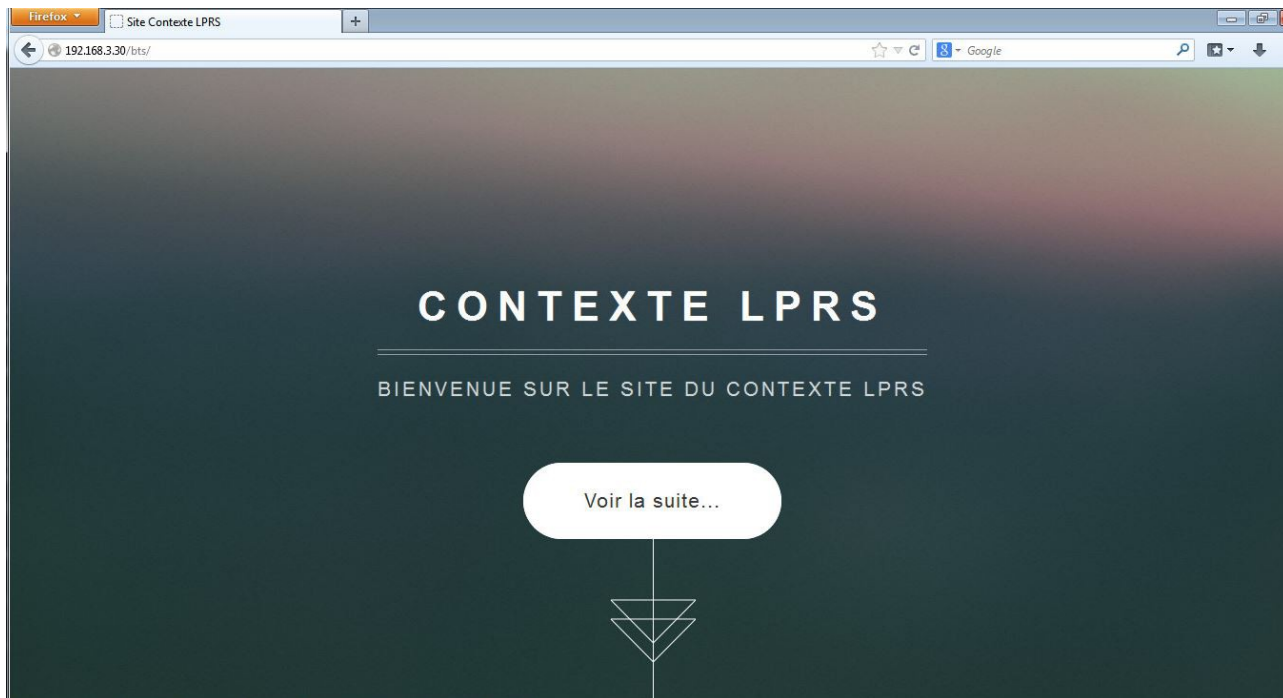 Firefox
Site Contexte LPRS
192.168.3.30/bts/
Google
CONTEXTE LPRS
BIENVENUE SUR LE SITE DU CONTEXTE LPRS
Voir la suite...